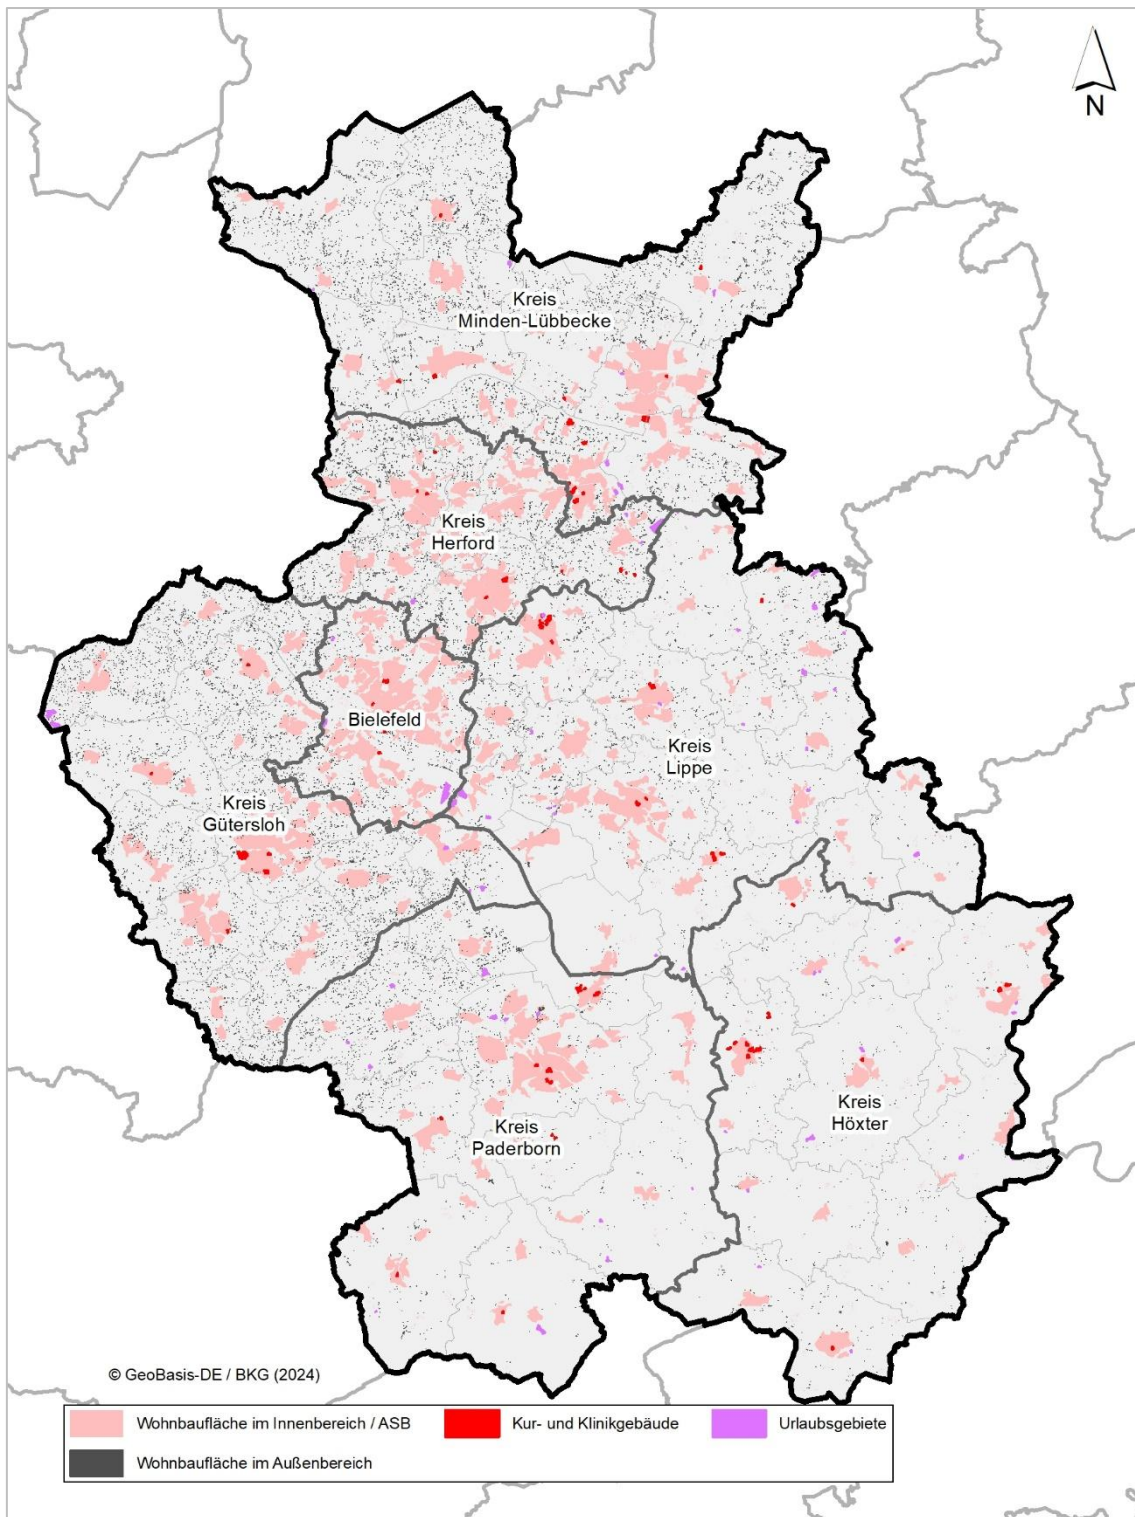 N
Kreis
Minden-Lübbecke
Kreis
Herford
Bielefeld
Kreis
Lippe
Kreis
Gütersloh
Kreis
Höxter
Kreis
Paderborn
© GeoBasis-DE / BKG (2024)
Wohnbaufläche im Innenbereich / ASB
Kur- und Klinikgebäude
Urlaubsgebiete
Wohnbaufläche im Außenbereich